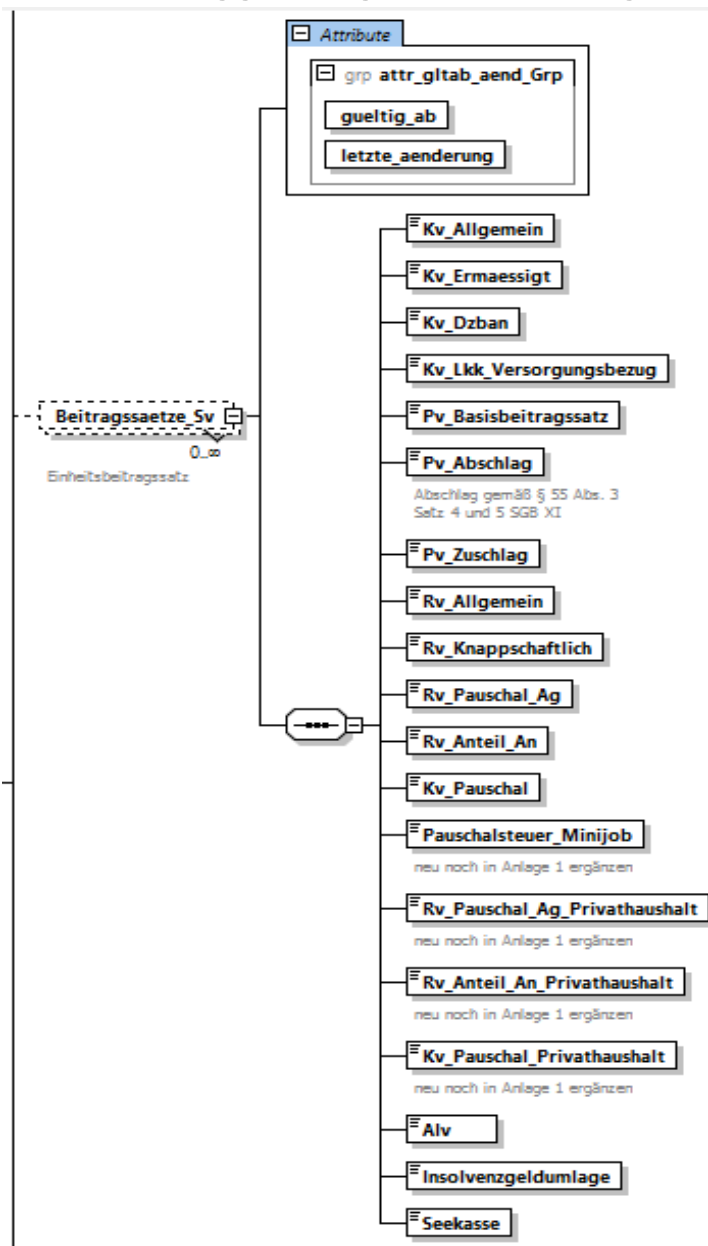 Attribute
grp attr_gltab_aend_Grp
gueltig_ab
letzte_aenderung
Beitragssaetze_Sv
0..∞
Einheitsbeitragssatz
Kv_Allgemein
Kv_Ermaessigt
Kv_Dzban
Kv_Lkk_Versorgungsbezug
Pv_Basisbeitragssatz
Pv_Abschlag
Abschlag gemäß § 55 Abs. 3
Satz 4 und 5 SGB XI
Pv_Zuschlag
Rv_Allgemein
Rv_Knappschaftlich
Rv_Pauschal_Ag
Rv_Anteil_An
Kv_Pauschal
Pauschalsteuer_Minijob
neu noch in Anlage 1 ergänzen
Rv_Pauschal_Ag_Privathaushalt
neu noch in Anlage 1 ergänzen
Rv_Anteil_An_Privathaushalt
neu noch in Anlage 1 ergänzen
Kv_Pauschal_Privathaushalt
neu noch in Anlage 1 ergänzen
Alv
Insolvenzgeldumlage
Seekasse